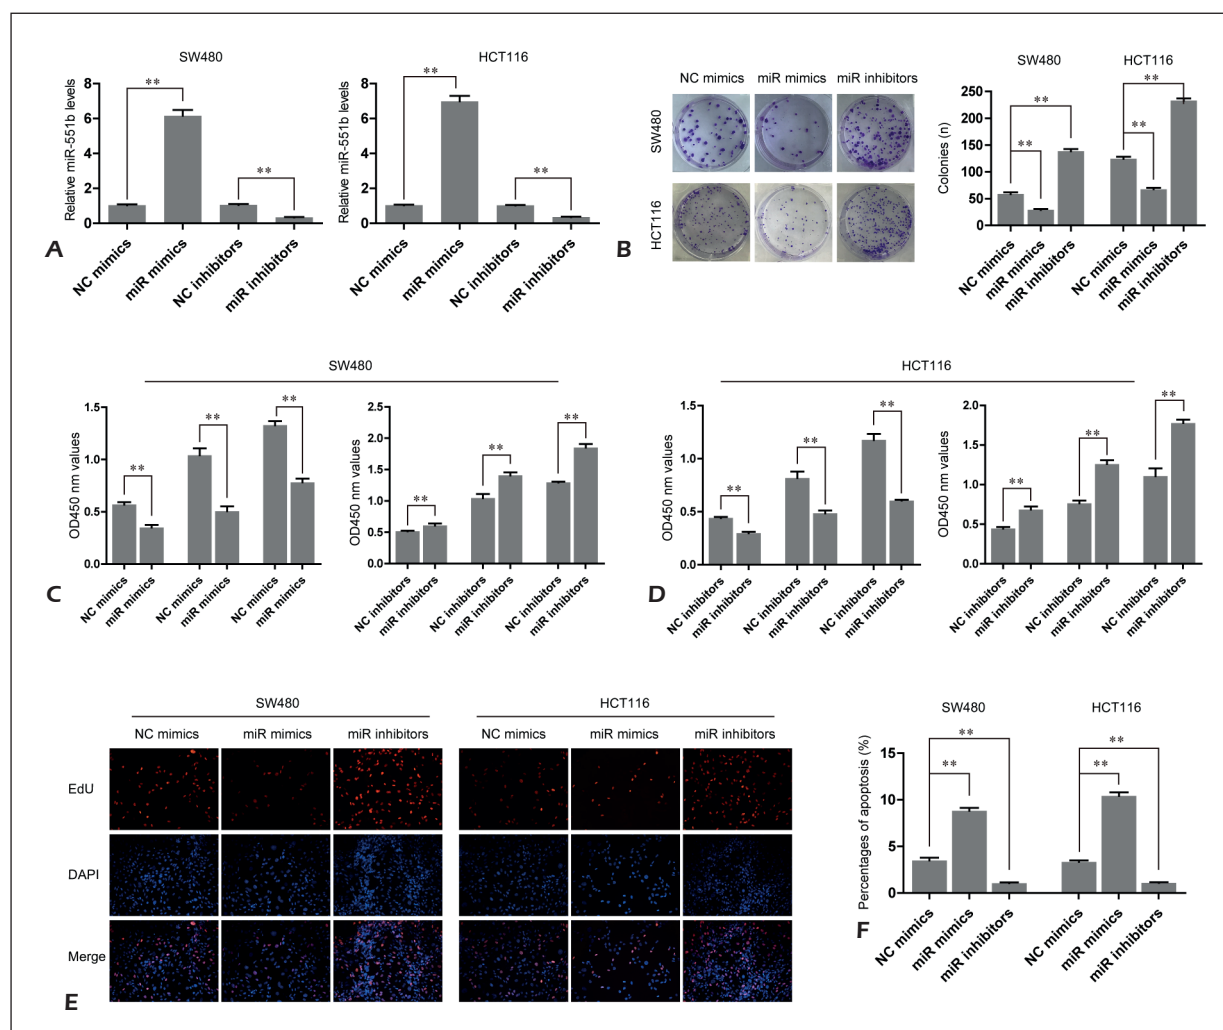 SW480
Relative miR-551b levels
8
6
4
2
0
**
**
NC mimics
miR mimics
NC inhibitors
miR inhibitors
HCT116
Relative miR-551b levels
8
6
4
2
0
**
**
NC mimics
miR mimics
NC inhibitors
miR inhibitors
A
NC mimics miR mimics miR inhibitors
SW480
HCT116
B
SW480 HCT116
Colonies (n)
250
200
150
100
50
0
**
**
**
**
NC mimics
miR mimics
miR inhibitors
NC mimics
miR mimics
miR inhibitors
SW480
OD450 nm values
1.5
1.0
0.5
0.0
**
**
**
NC mimics
miR mimics
NC mimics
miR mimics
NC mimics
miR mimics
OD450 nm values
2.5
2.0
1.5
1.0
0.5
0.0
**
**
**
NC inhibitors
miR inhibitors
NC inhibitors
miR inhibitors
NC inhibitors
miR inhibitors
C
HCT116
OD450 nm values
1.5
1.0
0.5
0.0
**
**
**
NC inhibitors
miR inhibitors
NC inhibitors
miR inhibitors
NC inhibitors
miR inhibitors
OD450 nm values
2.0
1.5
1.0
0.5
0.0
**
**
**
NC inhibitors
miR inhibitors
NC inhibitors
miR inhibitors
NC inhibitors
miR inhibitors
D
SW480 HCT116
NC mimics miR mimics miR inhibitors NC mimics miR mimics miR inhibitors
EdU
DAPI
Merge
E
SW480 HCT116
Percentages of apoptosis (%)
15
10
5
0
**
**
**
**
NC mimics
miR mimics
miR inhibitors
NC mimics
miR mimics
miR inhibitors
F